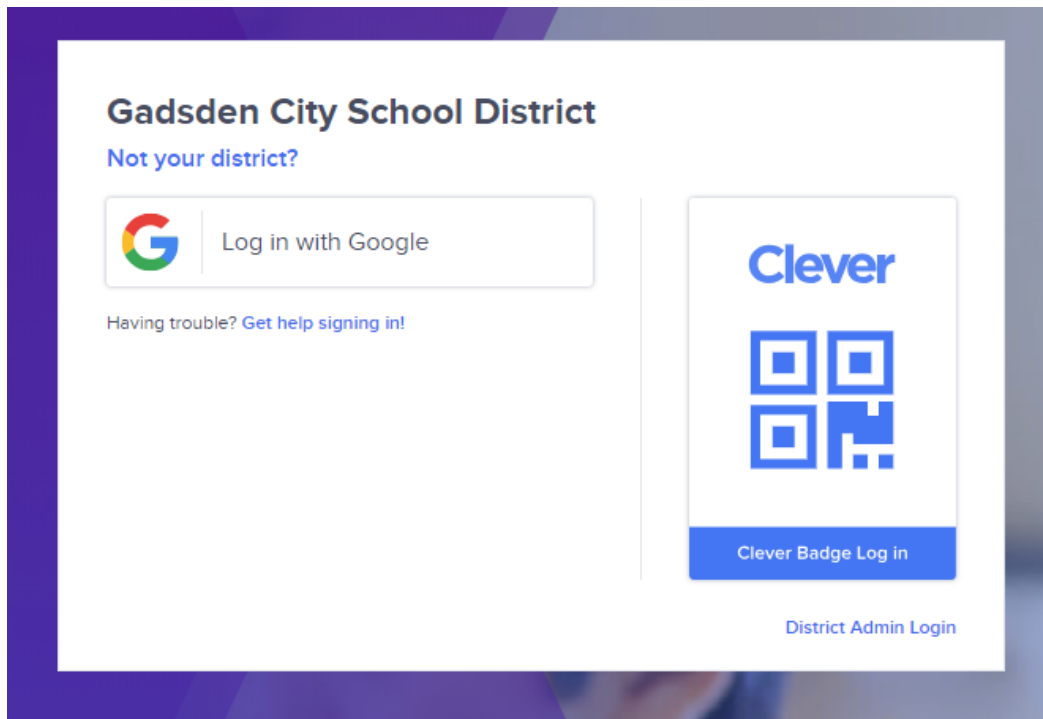 Gadsden City School District
Not your district?
Log in with Google
Having trouble? Get help signing in!
Clever
Clever Badge Log in
District Admin Login